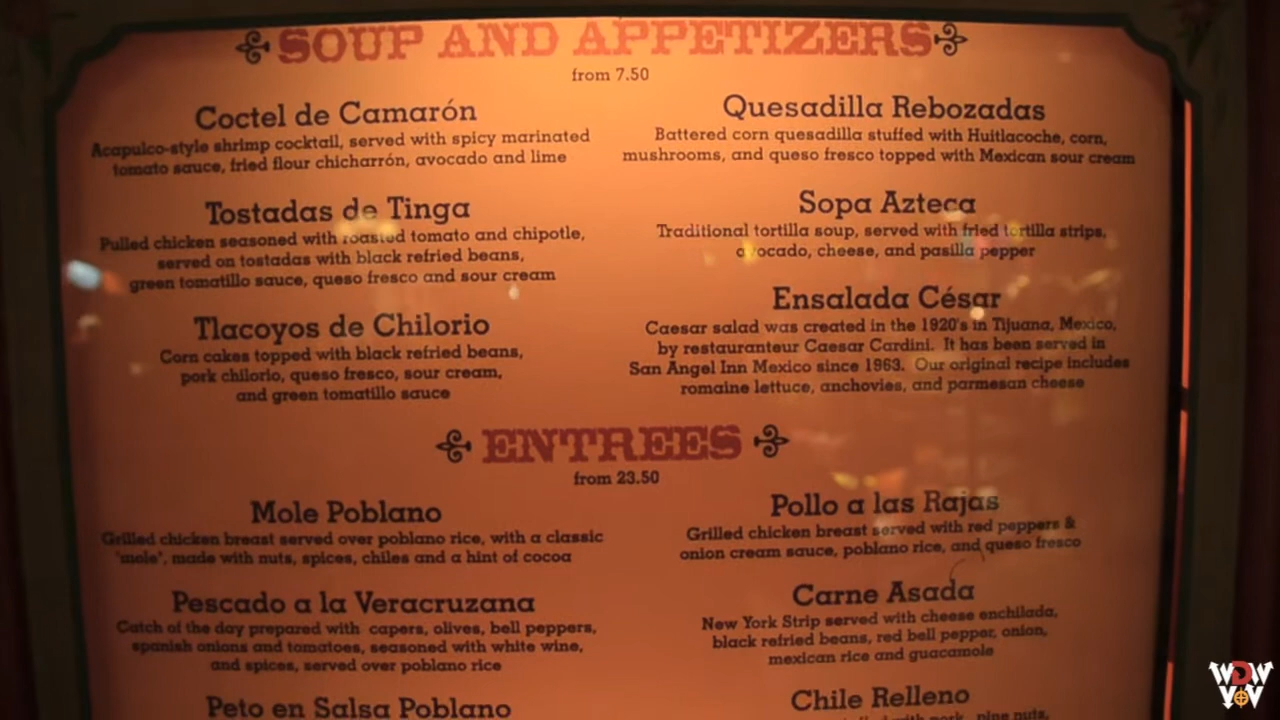 SOUP AND APPETIZERS
from 7.50
Coctel de Camarón
Acapulco-style shrimp cocktail, served with spicy marinated
tomato sauce, fried flour chicharrón, avocado and lime
Tostadas de Tinga
Pulled chicken seasoned with roasted tomato and chipotle,
served on tostadas with black refried beans,
green tomatillo sauce, queso fresco and sour cream
Tlacoyos de Chilorio
Corn cakes topped with black refried beans,
pork chilorio, queso fresco, sour cream,
and green tomatillo sauce
Quesadilla Rebozadas
Battered corn quesadilla stuffed with Huitlacoche, corn,
mushrooms, and queso fresco topped with Mexican sour cream
Sopa Azteca
Traditional tortilla soup, served with fried tortilla strips,
avocado, cheese, and pasilla pepper
Ensalada César
Caesar salad was created in the 1920's in Tijuana, Mexico,
by restauranteur Caesar Cardini. It has been served in
San Angel Inn Mexico since 1963. Our original recipe includes
romaine lettuce, anchovies, and parmesan cheese
ENTREES
from 23.50
Mole Poblano
Grilled chicken breast served over poblano rice, with a classic
'mole', made with nuts, spices, chiles and a hint of cocoa
Pescado a la Veracruzana
Catch of the day prepared with capers, olives, bell peppers,
spanish onions and tomatoes, seasoned with white wine,
and spices, served over poblano rice
Peto en Salsa Poblano
Pollo a las Rajas
Grilled chicken breast served with red peppers &
onion cream sauce, poblano rice, and queso fresco
Carne Asada
New York Strip served with cheese enchilada,
black refried beans, red bell pepper, onion,
mexican rice and guacamole
Chile Relleno
with pork, pine nuts,
WDW
YOV